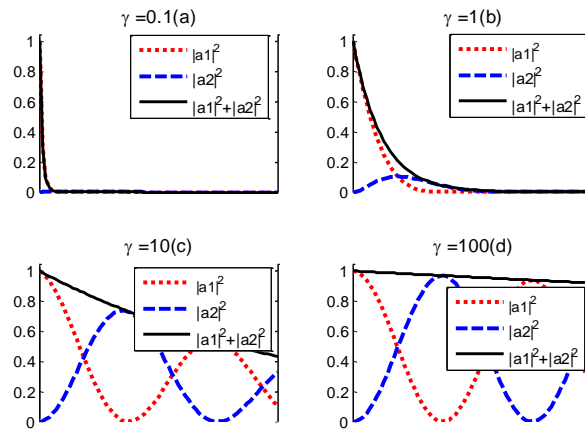 γ =0.1(a)
1
0.8
0.6
0.4
0.2
0
|a1|²
|a2|²
|a1|²+|a2|²
γ =1(b)
1
0.8
0.6
0.4
0.2
0
|a1|²
|a2|²
|a1|²+|a2|²
γ =10(c)
1
0.8
0.6
0.4
0.2
0
|a1|²
|a2|²
|a1|²+|a2|²
γ =100(d)
1
0.8
0.6
0.4
0.2
0
|a1|²
|a2|²
|a1|²+|a2|²